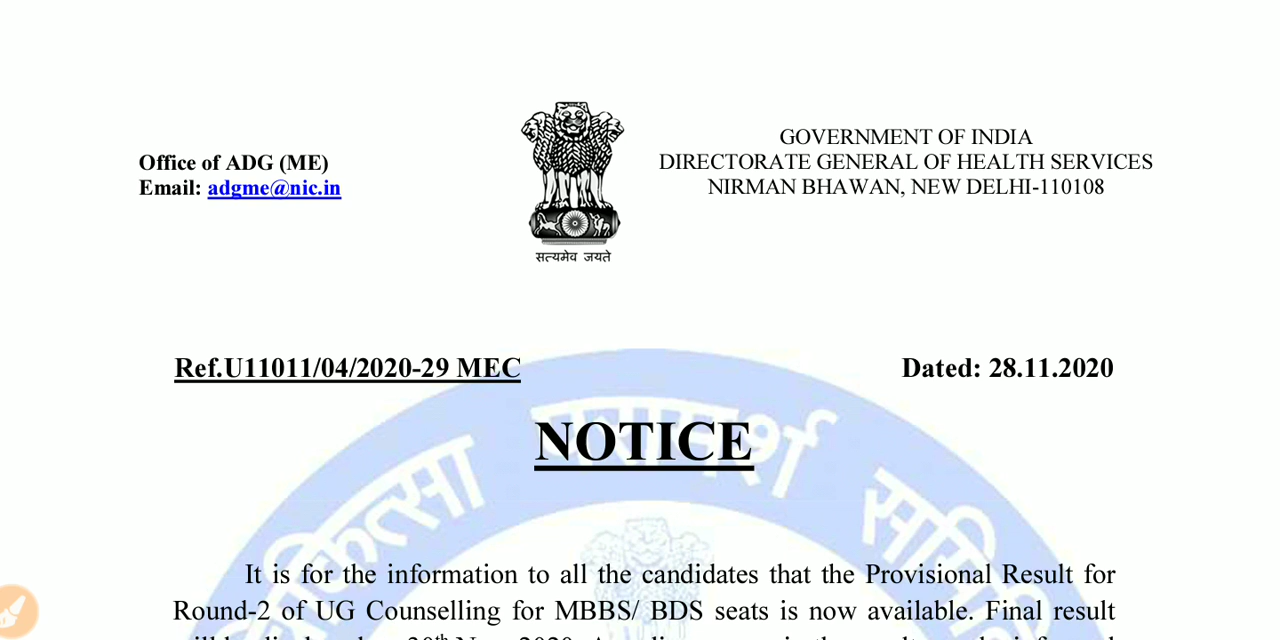 Office of ADG (ME)
Email: adgme@nic.in
सत्यमेव जयते
GOVERNMENT OF INDIA
DIRECTORATE GENERAL OF HEALTH SERVICES
NIRMAN BHAWAN, NEW DELHI-110108
Ref.U11011/04/2020-29 MEC
Dated: 28.11.2020
NOTICE
It is for the information to all the candidates that the Provisional Result for
Round-2 of UG Counselling for MBBS/ BDS seats is now available. Final result